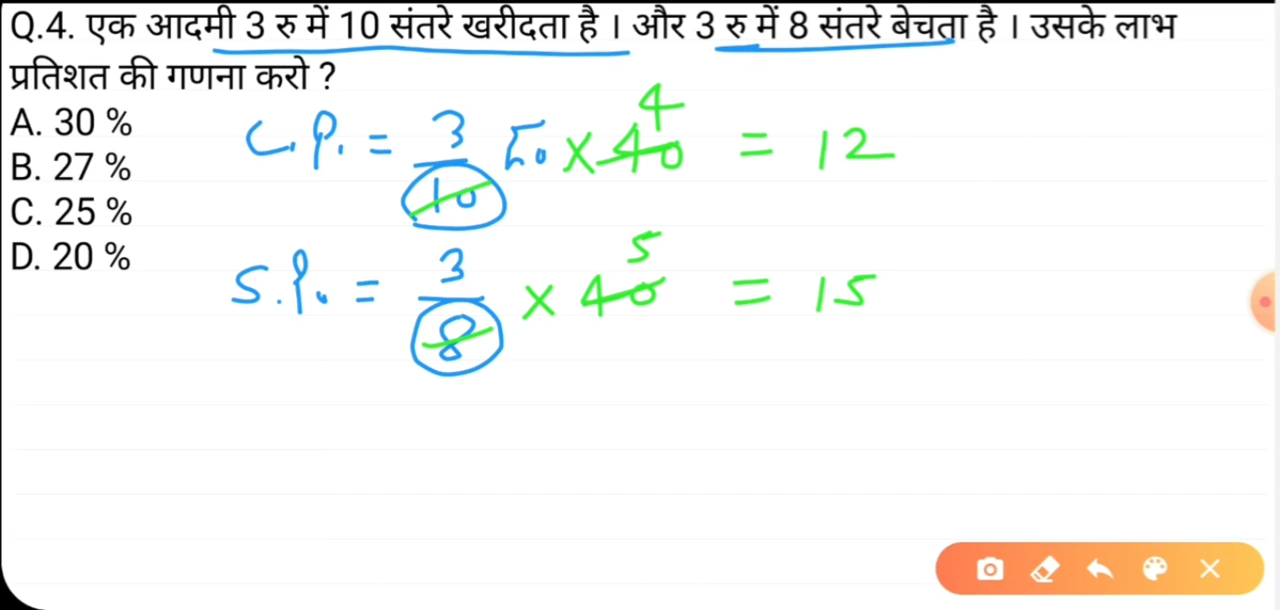 Q.4. एक आदमी 3 रु में 10 संतरे खरीदता है । और 3 रु में 8 संतरे बेचता है । उसके लाभ
प्रतिशत की गणना करो ?
A. 30 %
B. 27 %
C. 25 %
D. 20 %
C.P. = 3/10 रु० × 40 4 = 12
S.P. = 3/8 × 40 5 = 15